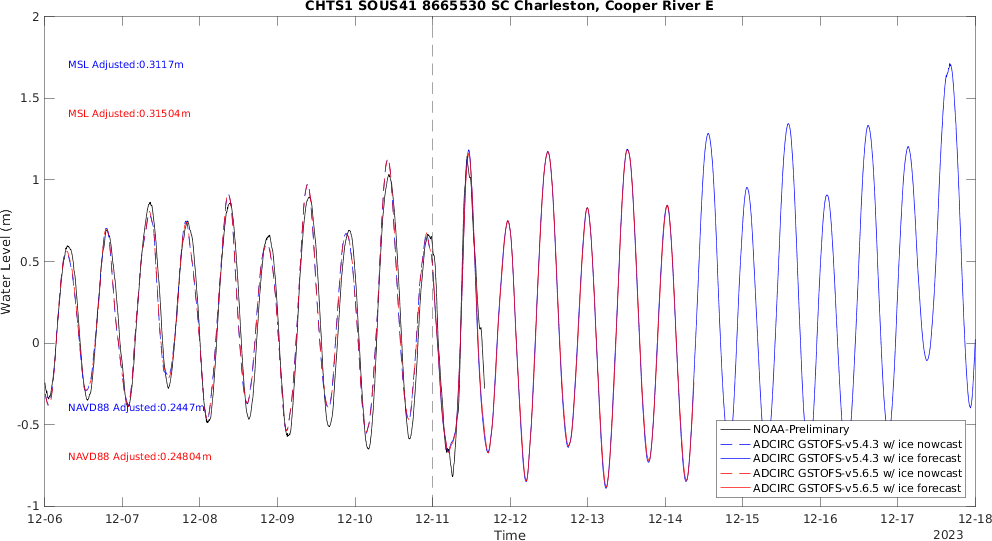 CHTS1 SOUS41 8665530 SC Charleston, Cooper River E
2
1.5
1
0.5
0
-0.5
-1
Water Level (m)
MSL Adjusted:0.3117m
MSL Adjusted:0.31504m
NAVD88 Adjusted:0.2447m
NAVD88 Adjusted:0.24804m
NOAA-Preliminary
ADCIRC GSTOFS-v5.4.3 w/ ice nowcast
ADCIRC GSTOFS-v5.4.3 w/ ice forecast
ADCIRC GSTOFS-v5.6.5 w/ ice nowcast
ADCIRC GSTOFS-v5.6.5 w/ ice forecast
12-06 12-07 12-08 12-09 12-10 12-11 12-12 12-13 12-14 12-15 12-16 12-17 12-18
Time
2023